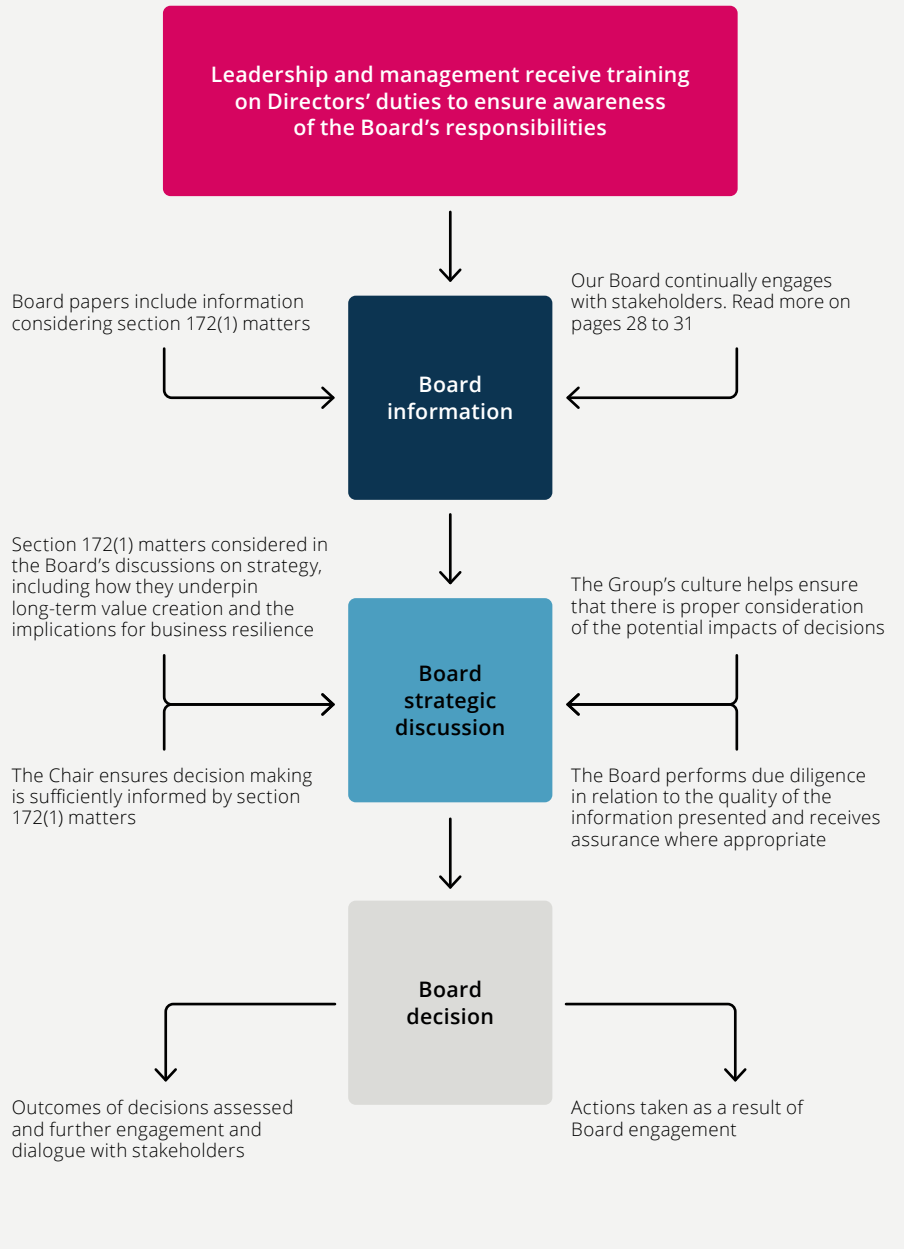 Leadership and management receive training
on Directors’ duties to ensure awareness
of the Board’s responsibilities
Board papers include information
considering section 172(1) matters
Our Board continually engages
with stakeholders. Read more on
pages 28 to 31
Board
information
Section 172(1) matters considered in
the Board’s discussions on strategy,
including how they underpin
long-term value creation and the
implications for business resilience
The Group’s culture helps ensure
that there is proper consideration
of the potential impacts of decisions
Board
strategic
discussion
The Chair ensures decision making
is sufficiently informed by section
172(1) matters
The Board performs due diligence
in relation to the quality of the
information presented and receives
assurance where appropriate
Board
decision
Outcomes of decisions assessed
and further engagement and
dialogue with stakeholders
Actions taken as a result of
Board engagement